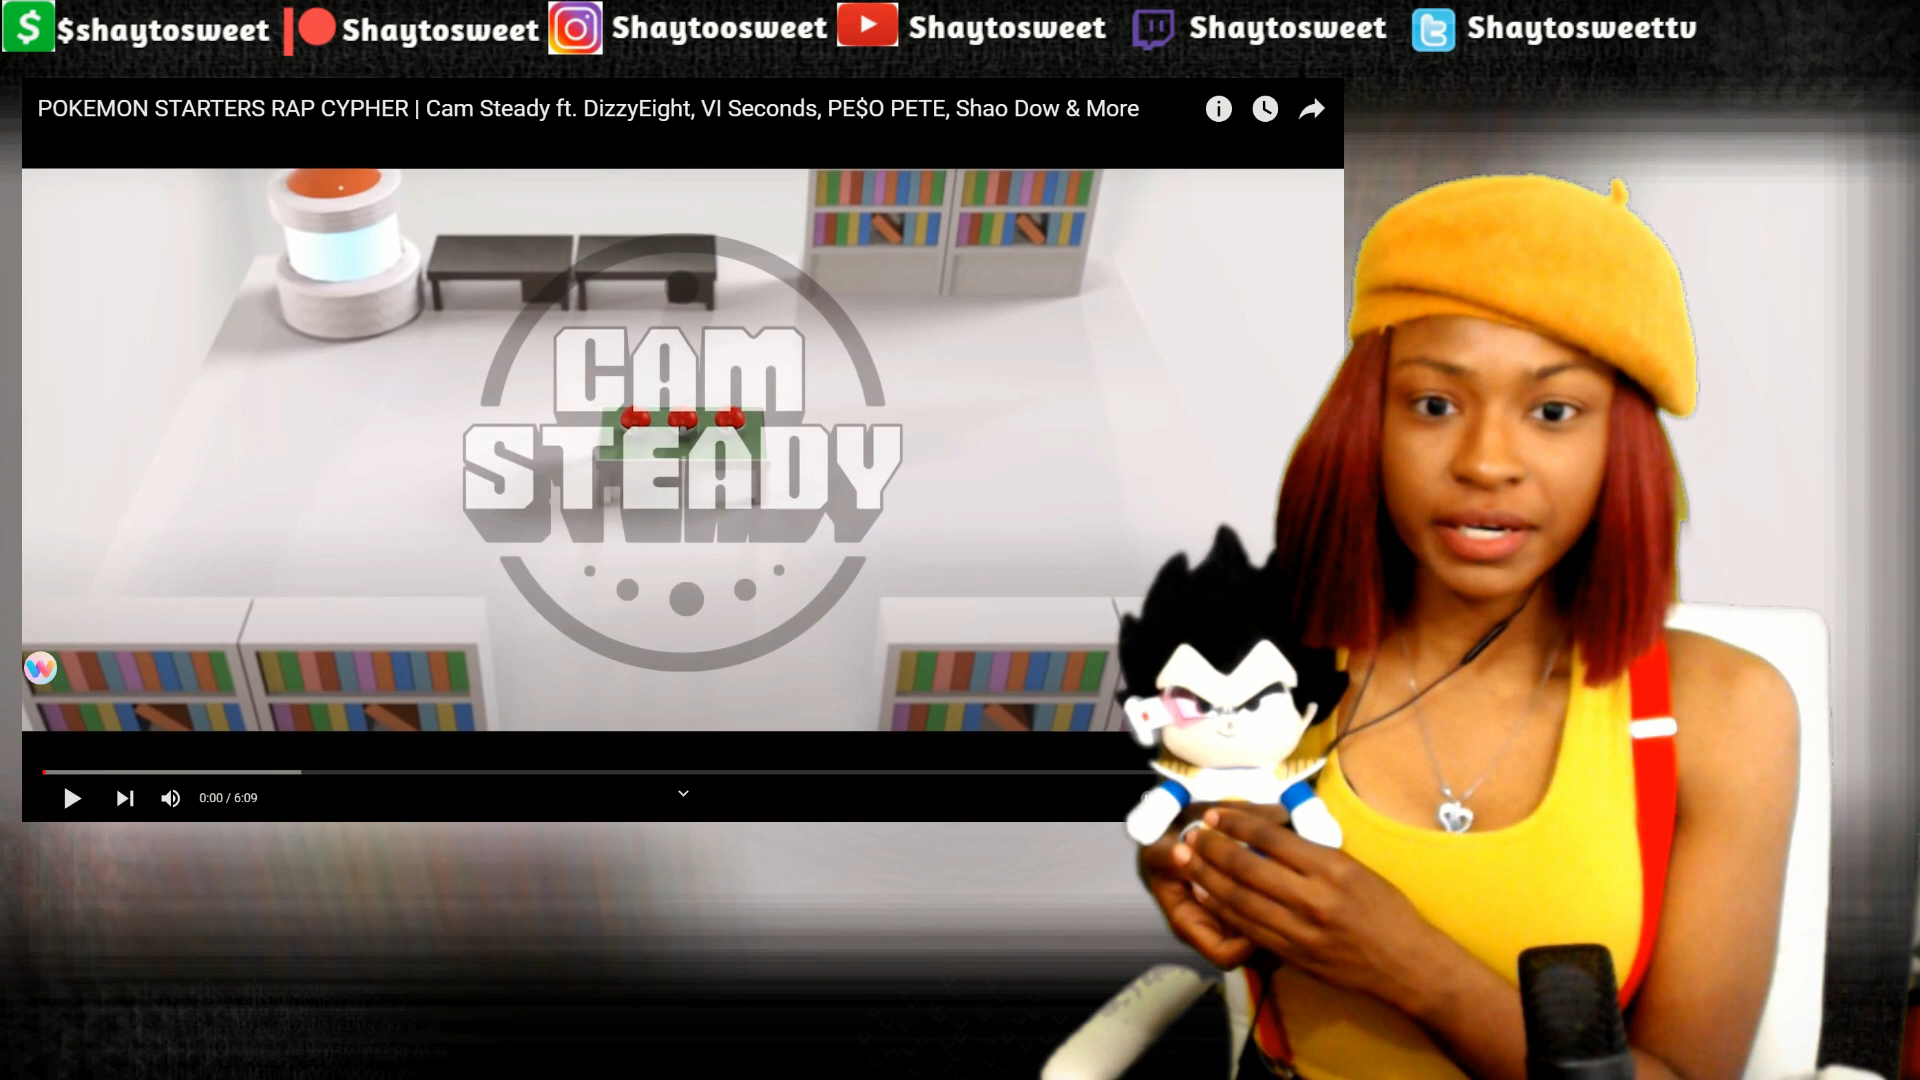 $shaytosweet Shaytosweet Shaytoosweet Shaytosweet Shaytosweet Shaytosweettv
POKEMON STARTERS RAP CYPHER | Cam Steady ft. DizzyEight, VI Seconds, PE$O PETE, Shao Dow & More
CAM
STEADY
0:00 / 6:09